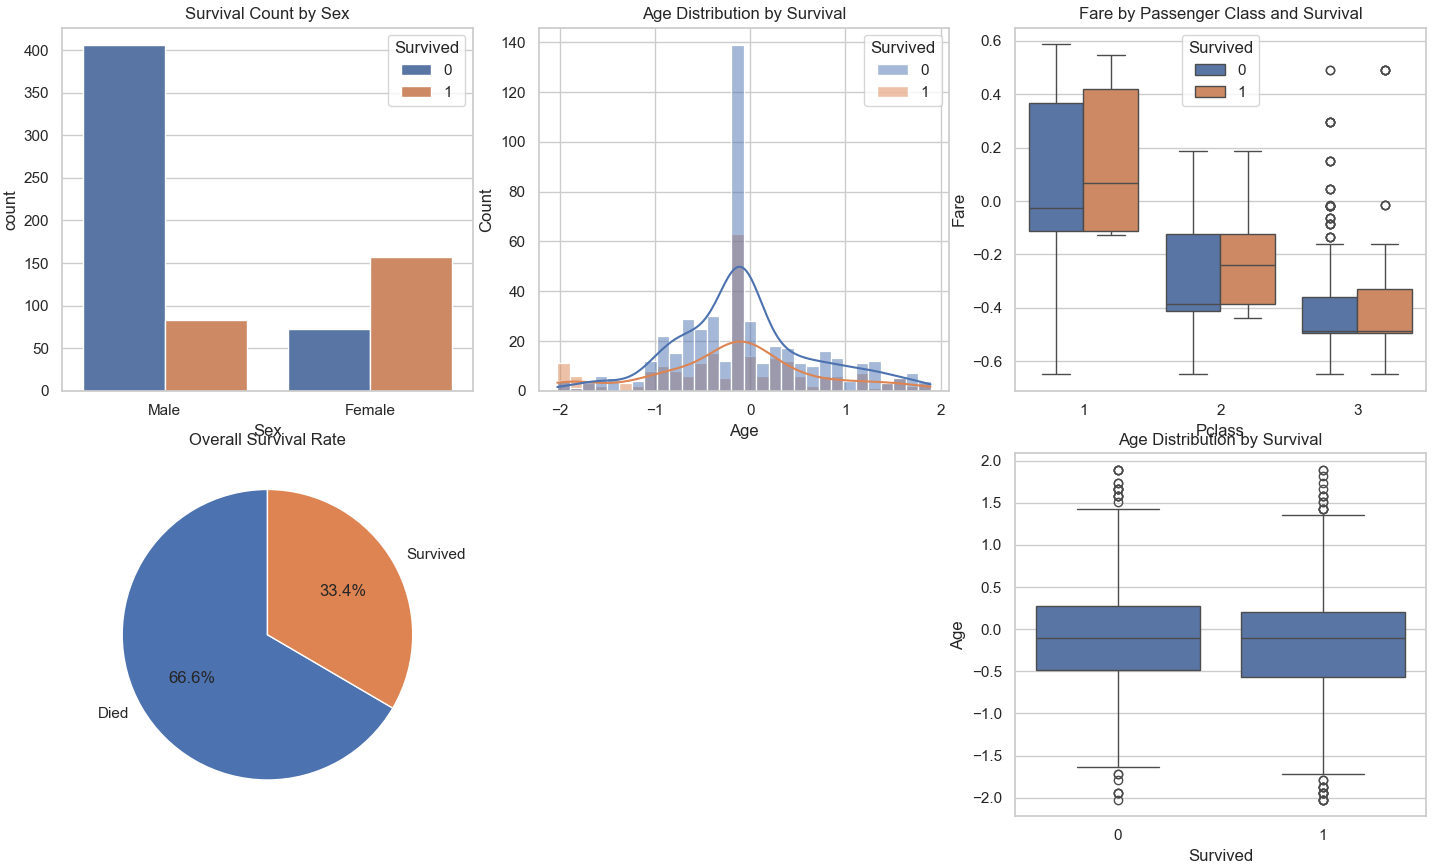 Survival Count by Sex
Survived
0
1
400
350
300
250
200
150
100
50
0
count
Male
Female
Sex
Age Distribution by Survival
Survived
0
1
140
120
100
80
60
40
20
0
Count
−2
−1
0
1
2
Age
Fare by Passenger Class and Survival
Survived
0
1
0.6
0.4
0.2
0.0
−0.2
−0.4
−0.6
Fare
1
2
3
Pclass
Overall Survival Rate
Survived
33.4%
66.6%
Died
Age Distribution by Survival
2.0
1.5
1.0
0.5
0.0
−0.5
−1.0
−1.5
−2.0
Age
0
1
Survived